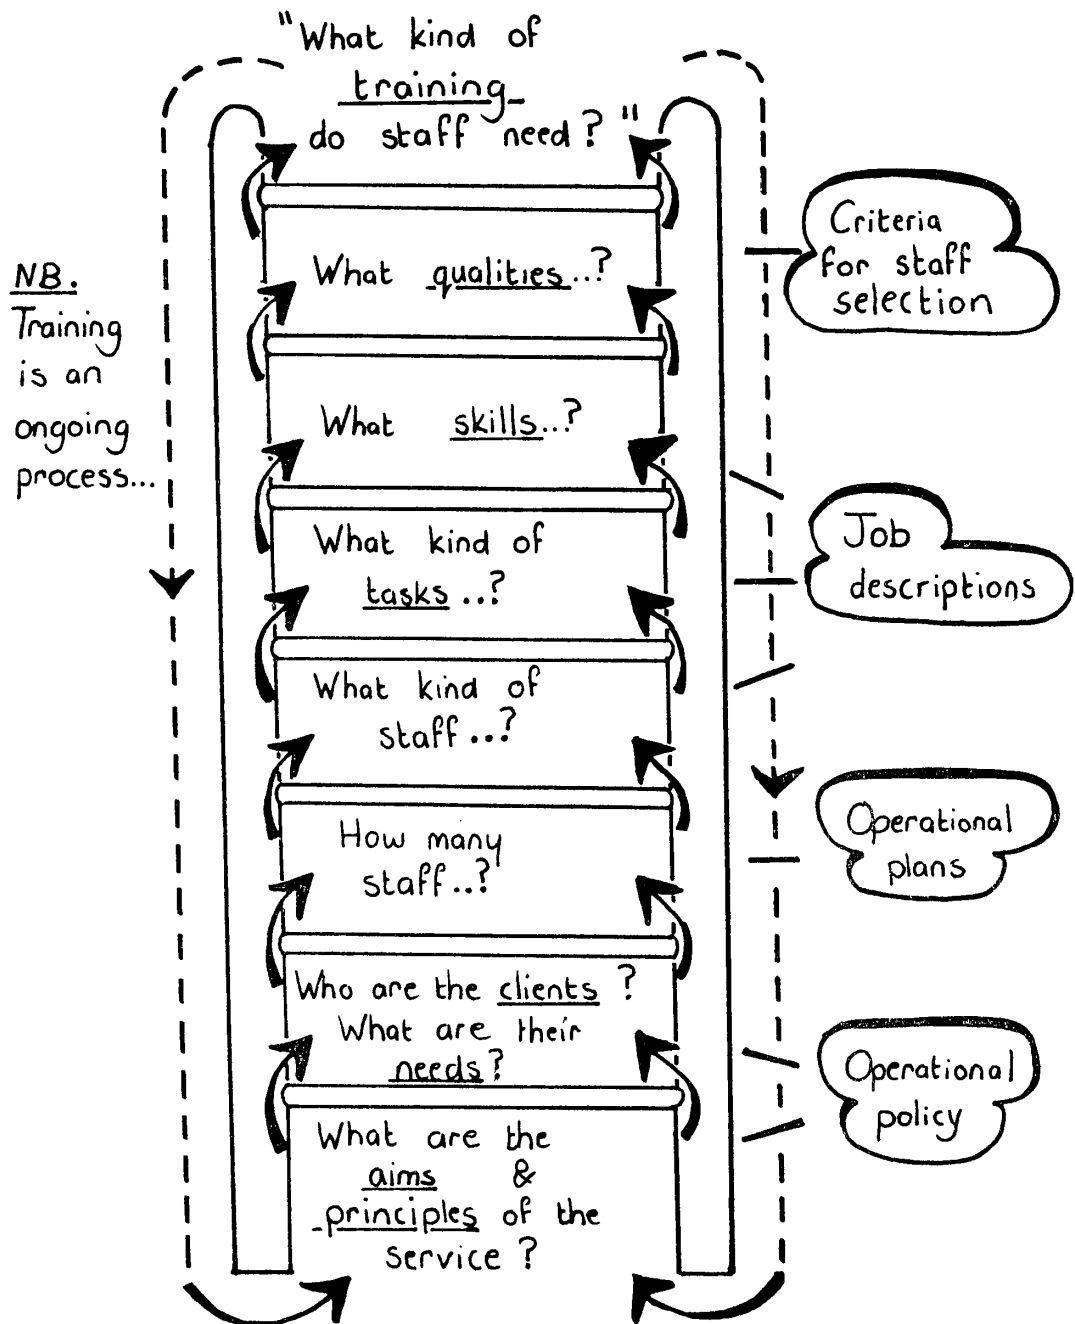 "What kind of
training
do staff need?"
What qualities..?
What skills..?
What kind of
tasks..?
What kind of
staff...?
How many
staff..?
Who are the clients?
What are their
needs?
What are the
aims &
principles of the
service?
NB.
Training
is an
ongoing
process...
Criteria
for staff
selection
Job
descriptions
Operational
plans
Operational
policy